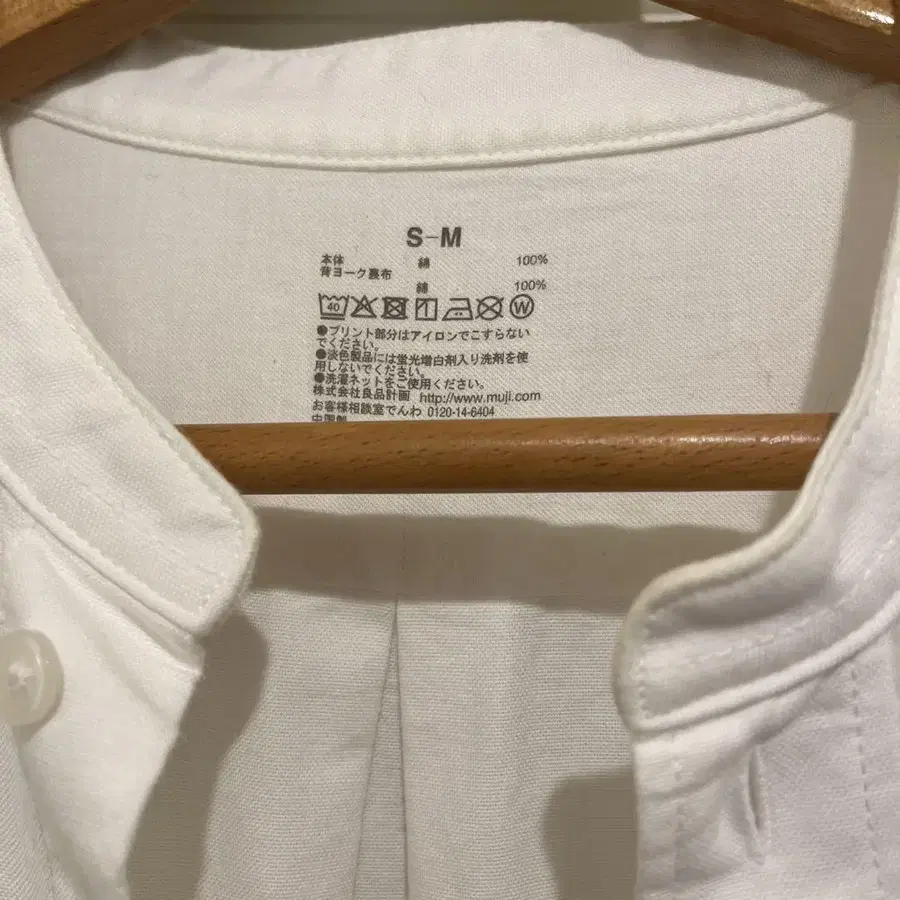 S-M
本体 綿 100%
背ヨーク裏布
綿 100%
40 W
●プリント部分はアイロンでこすらない
でください。
●淡色製品には蛍光増白剤入り洗剤を使
用しないでください。
●洗濯ネットをご使用ください。
株式会社良品計画 http://www.muji.com
お客様相談室でんわ 0120-14-6404
中国製